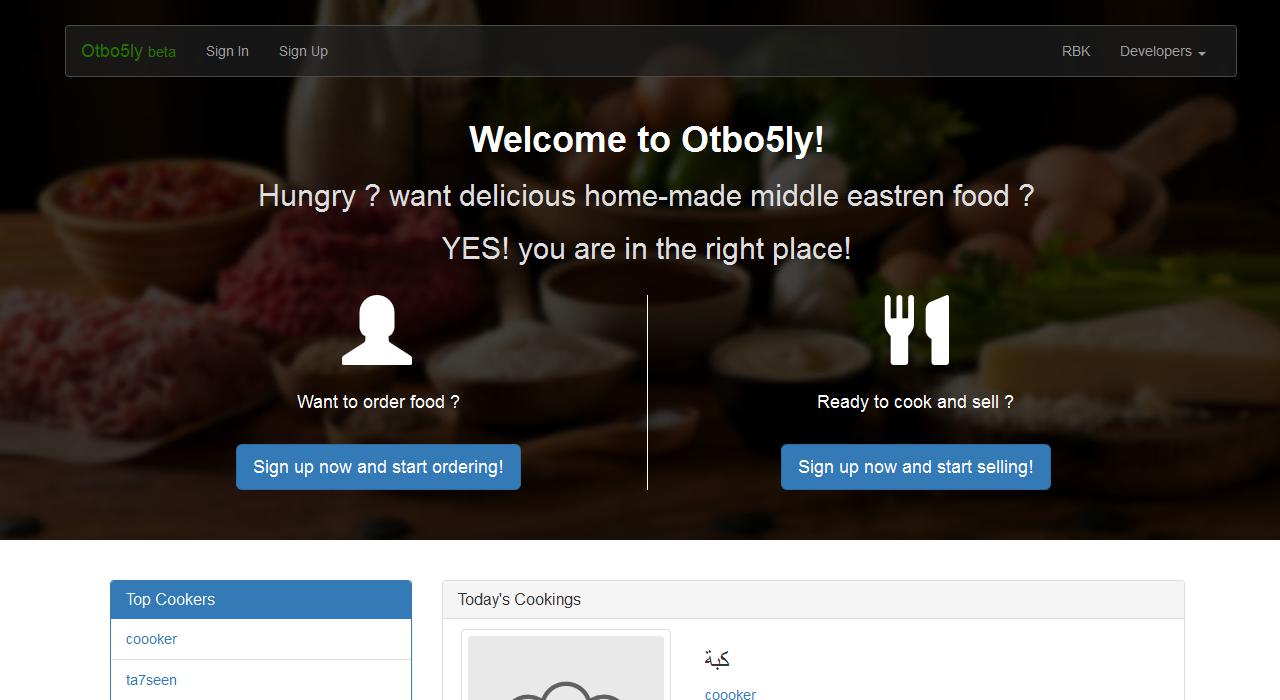 Otbo5ly beta Sign In Sign Up RBK Developers
Welcome to Otbo5ly!
Hungry ? want delicious home-made middle eastren food ?
YES! you are in the right place!
Want to order food ?
Ready to cook and sell ?
Sign up now and start ordering!
Sign up now and start selling!
Top Cookers
coooker
ta7seen
Today's Cookings
كبة
coooker